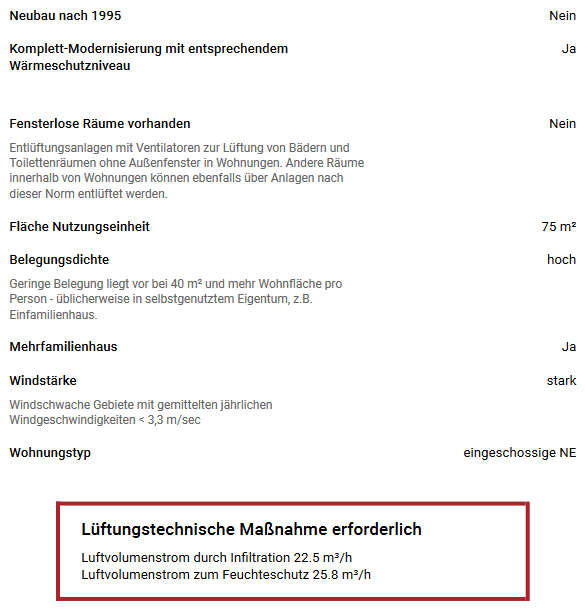 Neubau nach 1995 Nein
Komplett-Modernisierung mit entsprechendem Ja
Wärmeschutzniveau
Fensterlose Räume vorhanden Nein
Entlüftungsanlagen mit Ventilatoren zur Lüftung von Bädern und
Toilettenräumen ohne Außenfenster in Wohnungen. Andere Räume
innerhalb von Wohnungen können ebenfalls über Anlagen nach
dieser Norm entlüftet werden.
Fläche Nutzungseinheit 75 m²
Belegungsdichte hoch
Geringe Belegung liegt vor bei 40 m² und mehr Wohnfläche pro
Person - üblicherweise in selbstgenutztem Eigentum, z.B.
Einfamilienhaus.
Mehrfamilienhaus Ja
Windstärke stark
Windschwache Gebiete mit gemittelten jährlichen
Windgeschwindigkeiten < 3,3 m/sec
Wohnungstyp eingeschossige NE
Lüftungstechnische Maßnahme erforderlich
Luftvolumenstrom durch Infiltration 22.5 m³/h
Luftvolumenstrom zum Feuchteschutz 25.8 m³/h